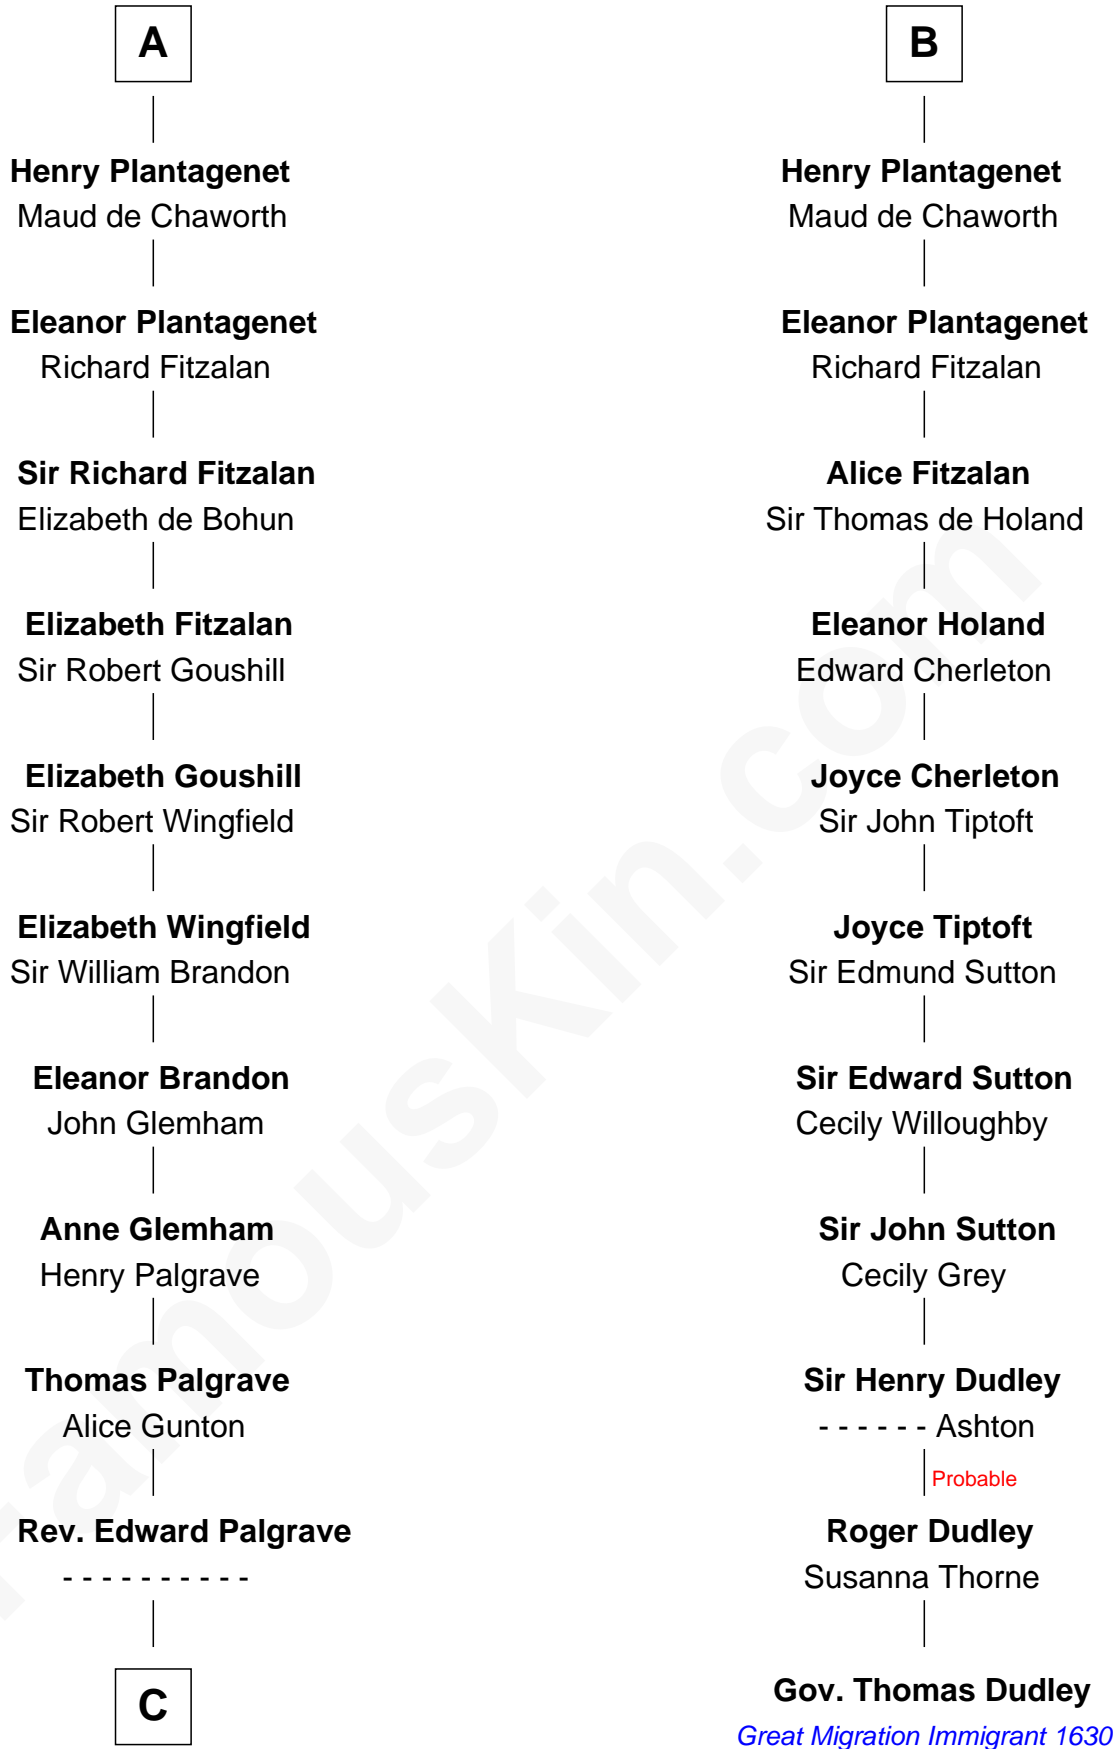 A
Henry Plantagenet
Maud de Chaworth
Eleanor Plantagenet
Richard Fitzalan
Sir Richard Fitzalan
Elizabeth de Bohun
Elizabeth Fitzalan
Sir Robert Goushill
Elizabeth Goushill
Sir Robert Wingfield
Elizabeth Wingfield
Sir William Brandon
Eleanor Brandon
John Glemham
Anne Glemham
Henry Palgrave
Thomas Palgrave
Alice Gunton
Rev. Edward Palgrave
- - - - - - - - - -
C
B
Henry Plantagenet
Maud de Chaworth
Eleanor Plantagenet
Richard Fitzalan
Alice Fitzalan
Sir Thomas de Holand
Eleanor Holand
Edward Cherleton
Joyce Cherleton
Sir John Tiptoft
Joyce Tiptoft
Sir Edmund Sutton
Sir Edward Sutton
Cecily Willoughby
Sir John Sutton
Cecily Grey
Sir Henry Dudley
- - - - - - Ashton
Probable
Roger Dudley
Susanna Thorne
Gov. Thomas Dudley
Great Migration Immigrant 1630
FamousKin.com